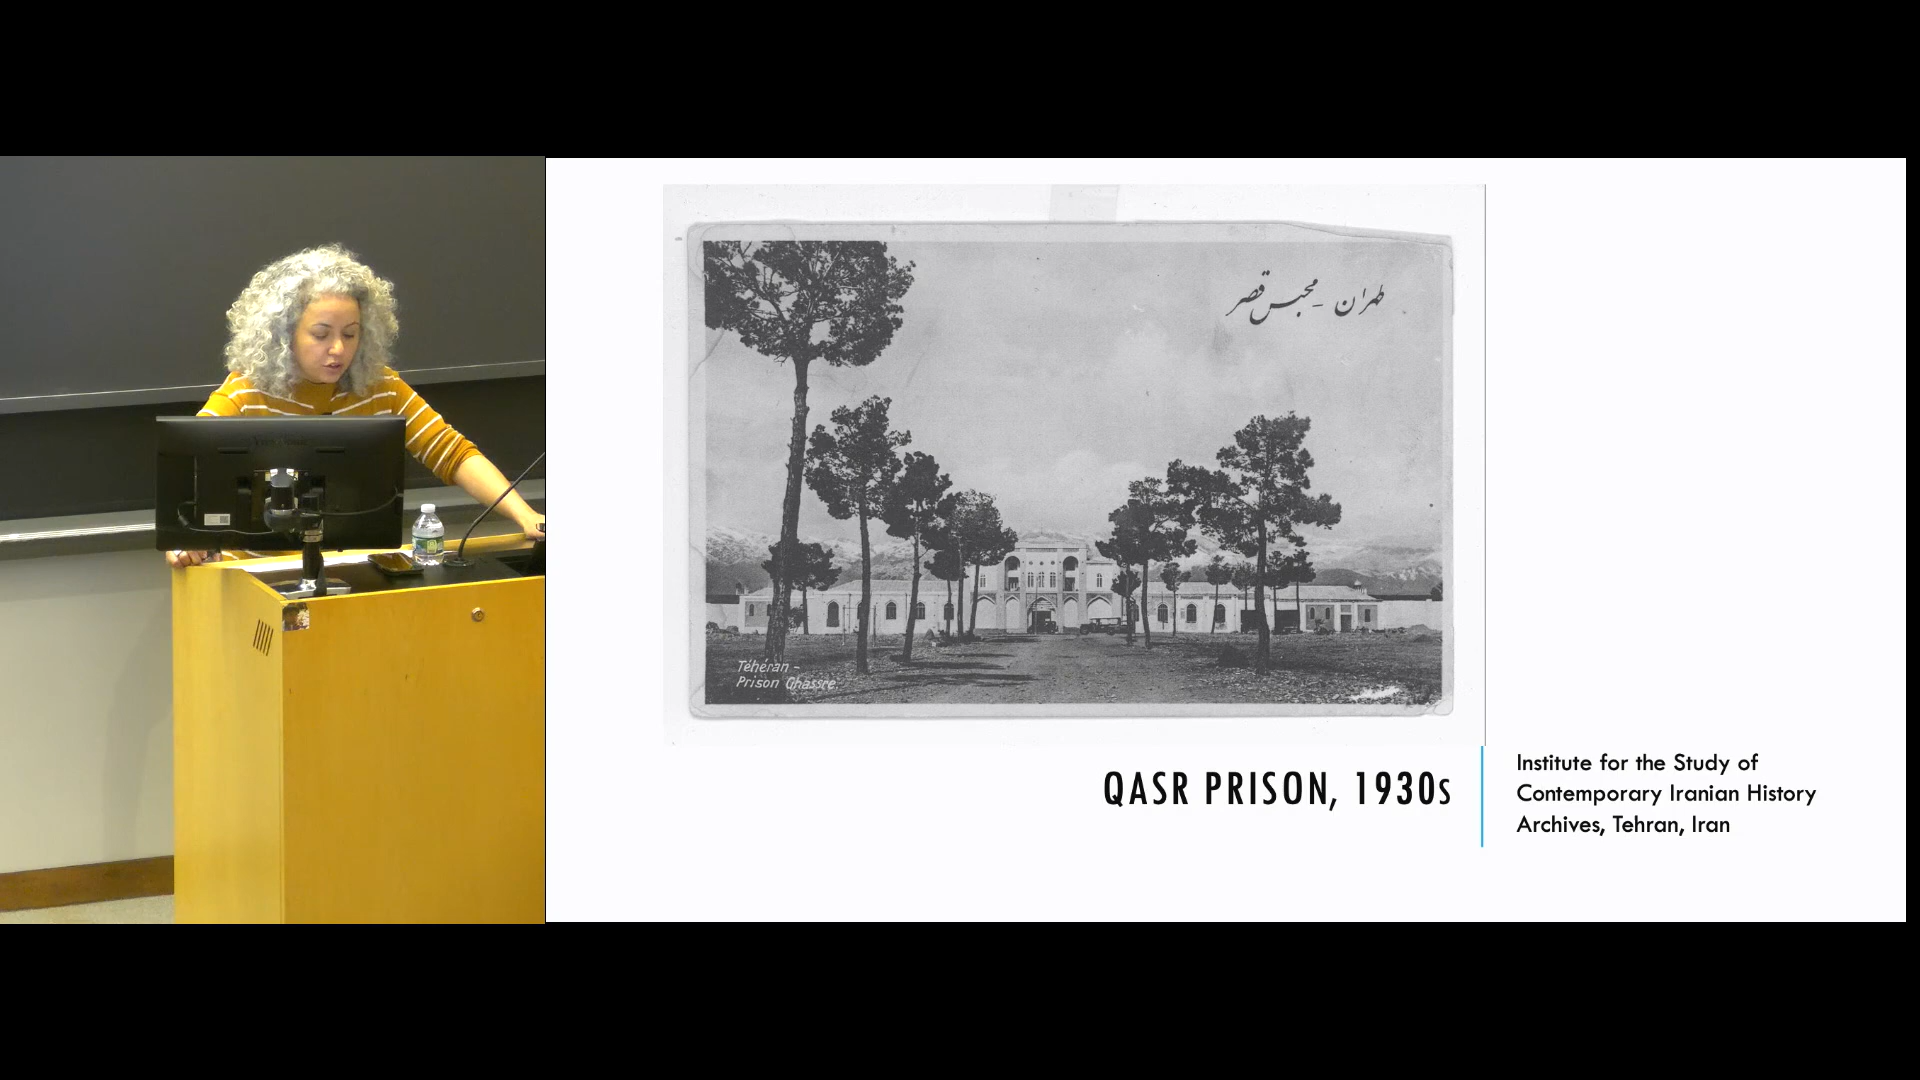 طهران - محبس قصر
Téhéran -
Prison Ghassre.
QASR PRISON, 1930s
Institute for the Study of
Contemporary Iranian History
Archives, Tehran, Iran